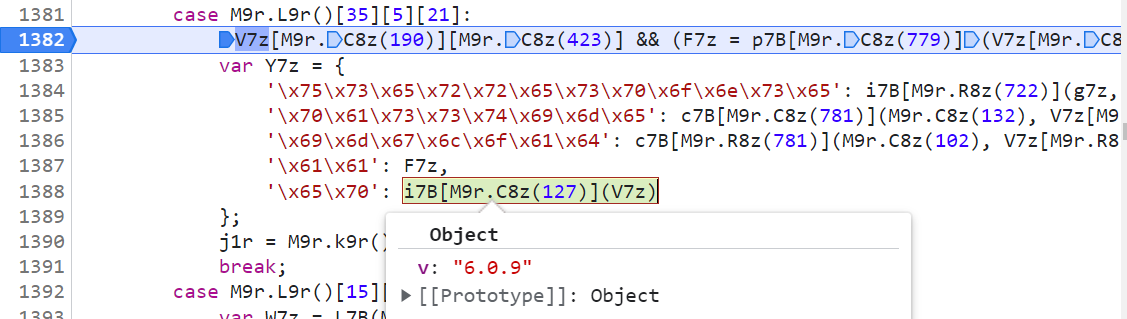 1381 case M9r.L9r()[35][5][21]:
1382 V7z[M9r.C8z(190)][M9r.C8z(423)] && (F7z = p7B[M9r.C8z(779)](V7z[M9r.C8
1383 var Y7z = {
1384 '\x75\x73\x65\x72\x72\x65\x73\x70\x6f\x6e\x73\x65': i7B[M9r.R8z(722)](g7z,
1385 '\x70\x61\x73\x73\x74\x69\x6d\x65': c7B[M9r.C8z(781)](M9r.C8z(132), V7z[M9
1386 '\x69\x6d\x67\x6c\x6f\x61\x64': c7B[M9r.R8z(781)](M9r.C8z(102), V7z[M9r.R8
1387 '\x61\x61': F7z,
1388 '\x65\x70': i7B[M9r.C8z(127)](V7z)
1389 };
1390 j1r = M9r.k9r()
1391 break;
1392 case M9r.L9r()[15][
1393 var W7z = L7B(M
Object
v: "6.0.9"
[[Prototype]]: Object